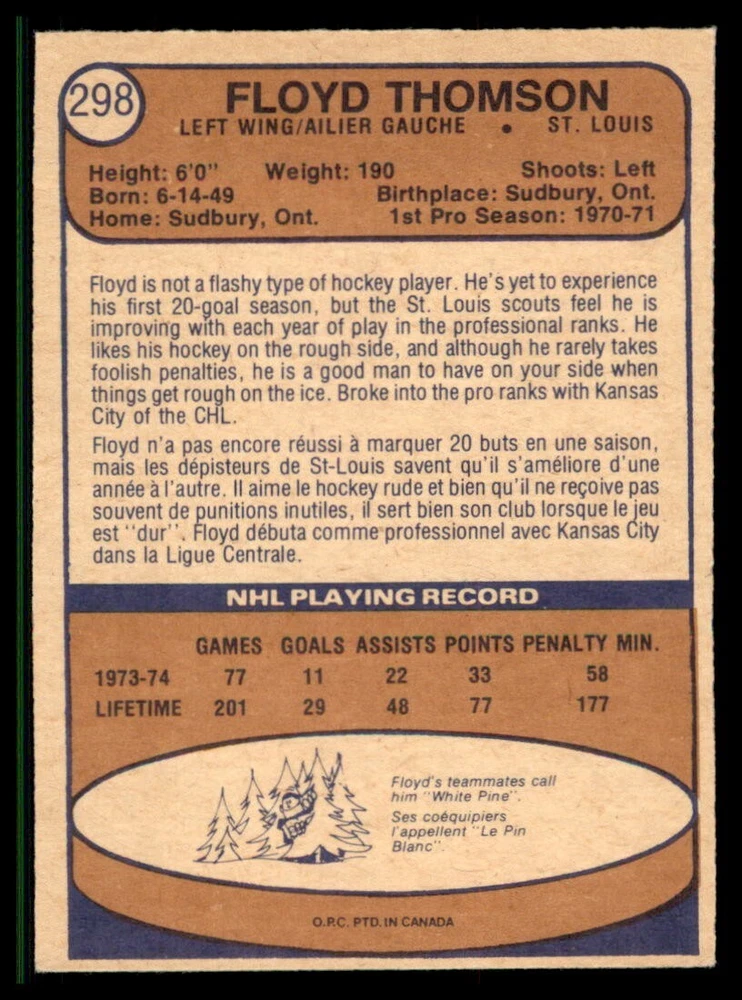 298
FLOYD THOMSON
LEFT WING/AILIER GAUCHE • ST. LOUIS
Height: 6'0" Weight: 190 Shoots: Left
Born: 6-14-49 Birthplace: Sudbury, Ont.
Home: Sudbury, Ont. 1st Pro Season: 1970-71
Floyd is not a flashy type of hockey player. He's yet to experience
his first 20-goal season, but the St. Louis scouts feel he is
improving with each year of play in the professional ranks. He
likes his hockey on the rough side, and although he rarely takes
foolish penalties, he is a good man to have on your side when
things get rough on the ice. Broke into the pro ranks with Kansas
City of the CHL.
Floyd n'a pas encore réussi à marquer 20 buts en une saison,
mais les dépisteurs de St-Louis savent qu'il s'améliore d'une
année à l'autre. Il aime le hockey rude et bien qu'il ne reçoive pas
souvent de punitions inutiles, il sert bien son club lorsque le jeu
est "dur". Floyd débuta comme professionnel avec Kansas City
dans la Ligue Centrale.
NHL PLAYING RECORD
GAMES GOALS ASSISTS POINTS PENALTY MIN.
1973-74 77 11 22 33 58
LIFETIME 201 29 48 77 177
Floyd's teammates call
him "White Pine".
Ses coéquipiers
l'appellent "Le Pin
Blanc".
O.P.C. PTD. IN CANADA